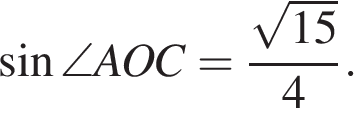 sin ∠AOC = √15/4.